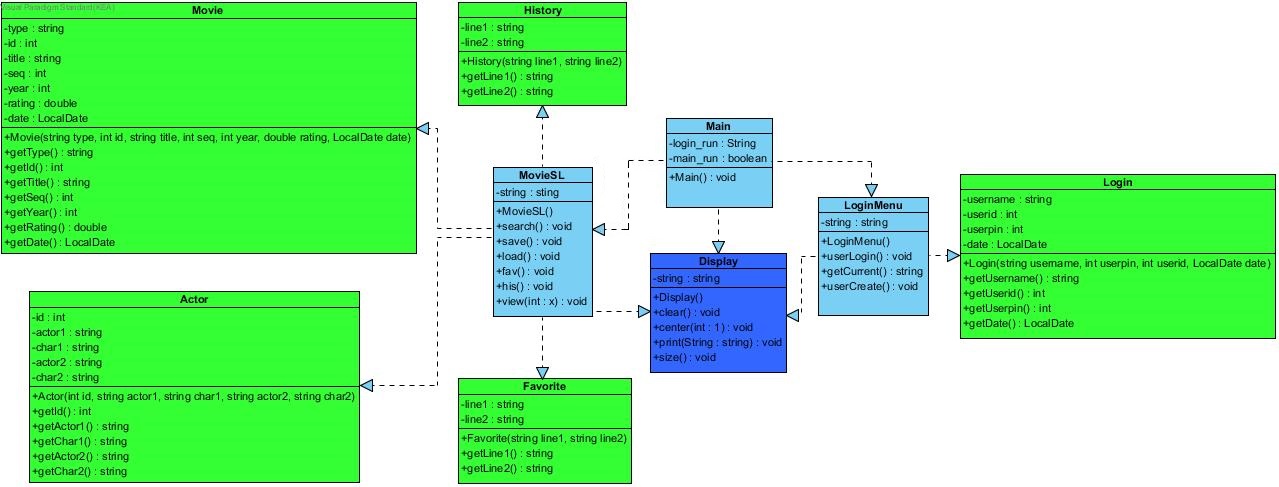 Visual Paradigm Standard(KEA)
Movie
-type : string
-id : int
-title : string
-seq : int
-year : int
-rating : double
-date : LocalDate
+Movie(string type, int id, string title, int seq, int year, double rating, LocalDate date)
+getType() : string
+getId() : int
+getTitle() : string
+getSeq() : int
+getYear() : int
+getRating() : double
+getDate() : LocalDate
History
-line1 : string
-line2 : string
+History(string line1, string line2)
+getLine1() : string
+getLine2() : string
Main
-login_run : String
-main_run : boolean
+Main() : void
MovieSL
-string : sting
+MovieSL()
+search() : void
+save() : void
+load() : void
+fav() : void
+his() : void
+view(int : x) : void
LoginMenu
-string : string
+LoginMenu()
+userLogin() : void
+getCurrent() : string
+userCreate() : void
Login
-username : string
-userid : int
-userpin : int
-date : LocalDate
+Login(string username, int userpin, int userid, LocalDate date)
+getUsername() : string
+getUserid() : int
+getUserpin() : int
+getDate() : LocalDate
Display
-string : string
+Display()
+clear() : void
+center(int : 1) : void
+print(String : string) : void
+size() : void
Actor
-id : int
-actor1 : string
-char1 : string
-actor2 : string
-char2 : string
+Actor(int id, string actor1, string char1, string actor2, string char2)
+getId() : int
+getActor1() : string
+getChar1() : string
+getActor2() : string
+getChar2() : string
Favorite
-line1 : string
-line2 : string
+Favorite(string line1, string line2)
+getLine1() : string
+getLine2() : string